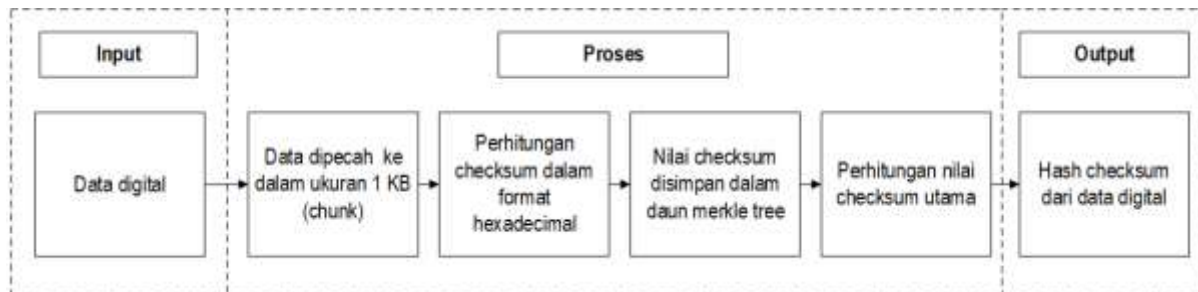 Input
Proses
Output
Data digital
Data dipecah ke
dalam ukuran 1 KB
(chunk)
Perhitungan
checksum dalam
format
hexadecimal
Nilai checksum
disimpan dalam
daun merkle tree
Perhitungan nilai
checksum utama
Hash checksum
dari data digital